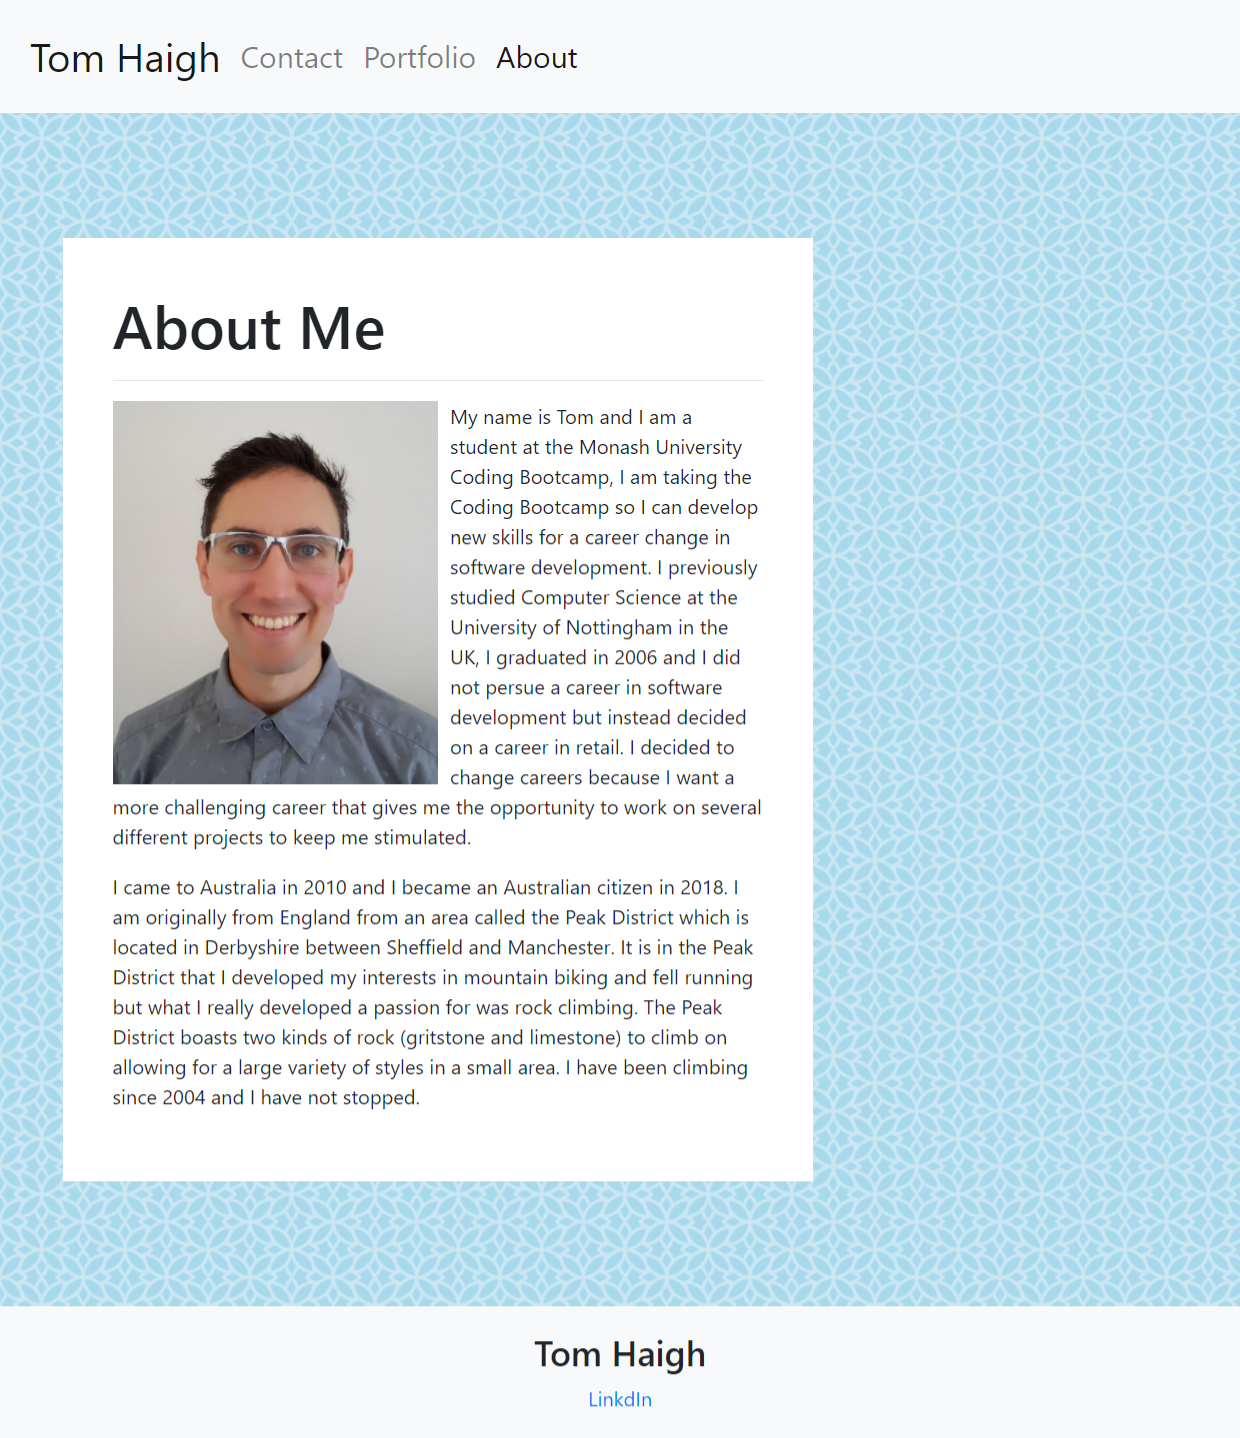 Tom Haigh Contact Portfolio About
About Me
My name is Tom and I am a
student at the Monash University
Coding Bootcamp, I am taking the
Coding Bootcamp so I can develop
new skills for a career change in
software development. I previously
studied Computer Science at the
University of Nottingham in the
UK, I graduated in 2006 and I did
not persue a career in software
development but instead decided
on a career in retail. I decided to
change careers because I want a
more challenging career that gives me the opportunity to work on several
different projects to keep me stimulated.
I came to Australia in 2010 and I became an Australian citizen in 2018. I
am originally from England from an area called the Peak District which is
located in Derbyshire between Sheffield and Manchester. It is in the Peak
District that I developed my interests in mountain biking and fell running
but what I really developed a passion for was rock climbing. The Peak
District boasts two kinds of rock (gritstone and limestone) to climb on
allowing for a large variety of styles in a small area. I have been climbing
since 2004 and I have not stopped.
Tom Haigh
LinkdIn